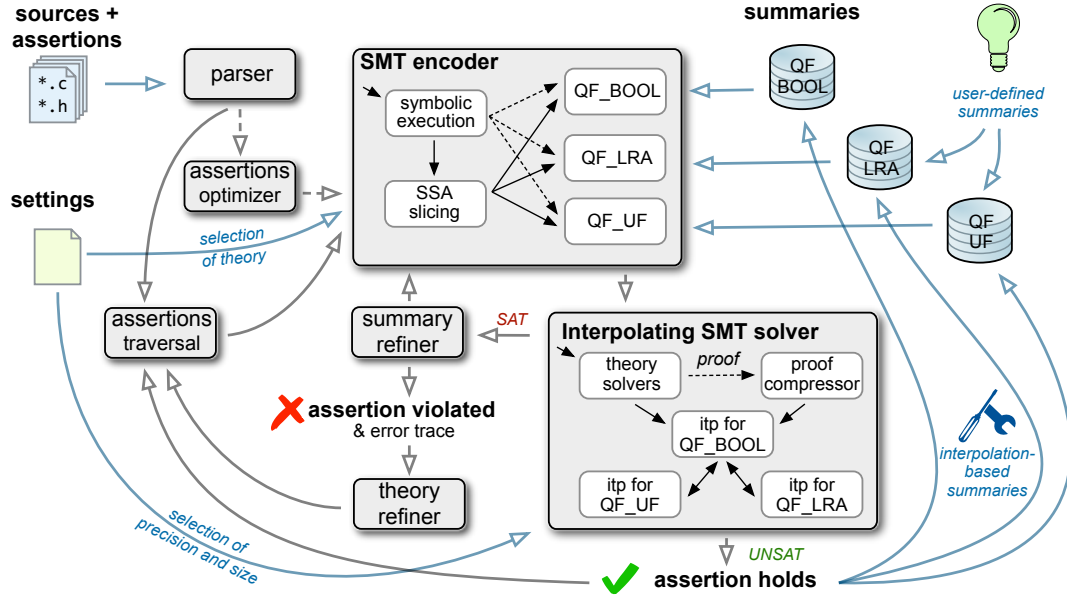 sources +
assertions
*.c
*.h
parser
assertions
optimizer
settings
selection
of theory
assertions
traversal
SMT encoder
symbolic
execution
SSA
slicing
QF_BOOL
QF_LRA
QF_UF
summaries
QF
BOOL
QF
LRA
QF
UF
user-defined
summaries
summary
refiner
SAT
assertion violated
& error trace
theory
refiner
Interpolating SMT solver
theory
solvers
proof
proof
compressor
itp for
QF_BOOL
itp for
QF_UF
itp for
QF_LRA
interpolation-
based
summaries
selection of
precision and size
UNSAT
assertion holds